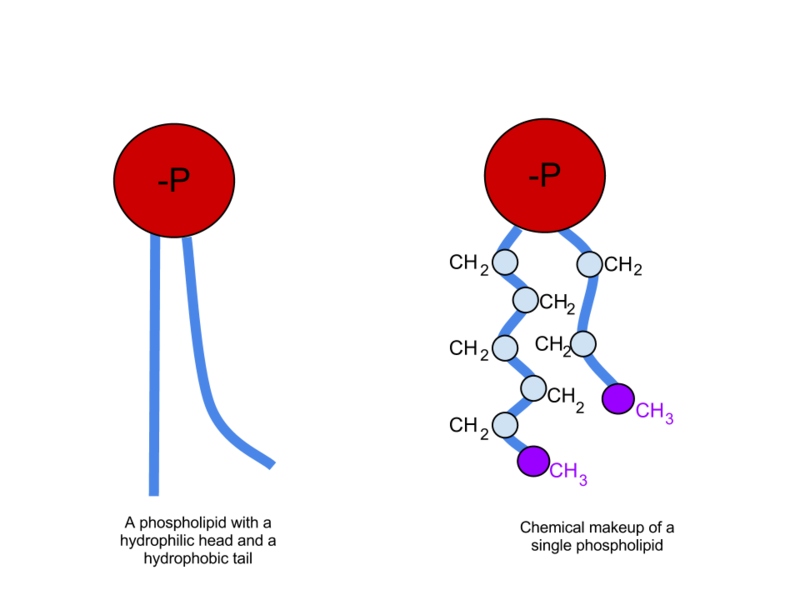 -P
A phospholipid with a
hydrophilic head and a
hydrophobic tail
-P
CH2
CH2
CH2
CH2
CH2
CH2
CH2
CH3
CH3
Chemical makeup of a
single phospholipid